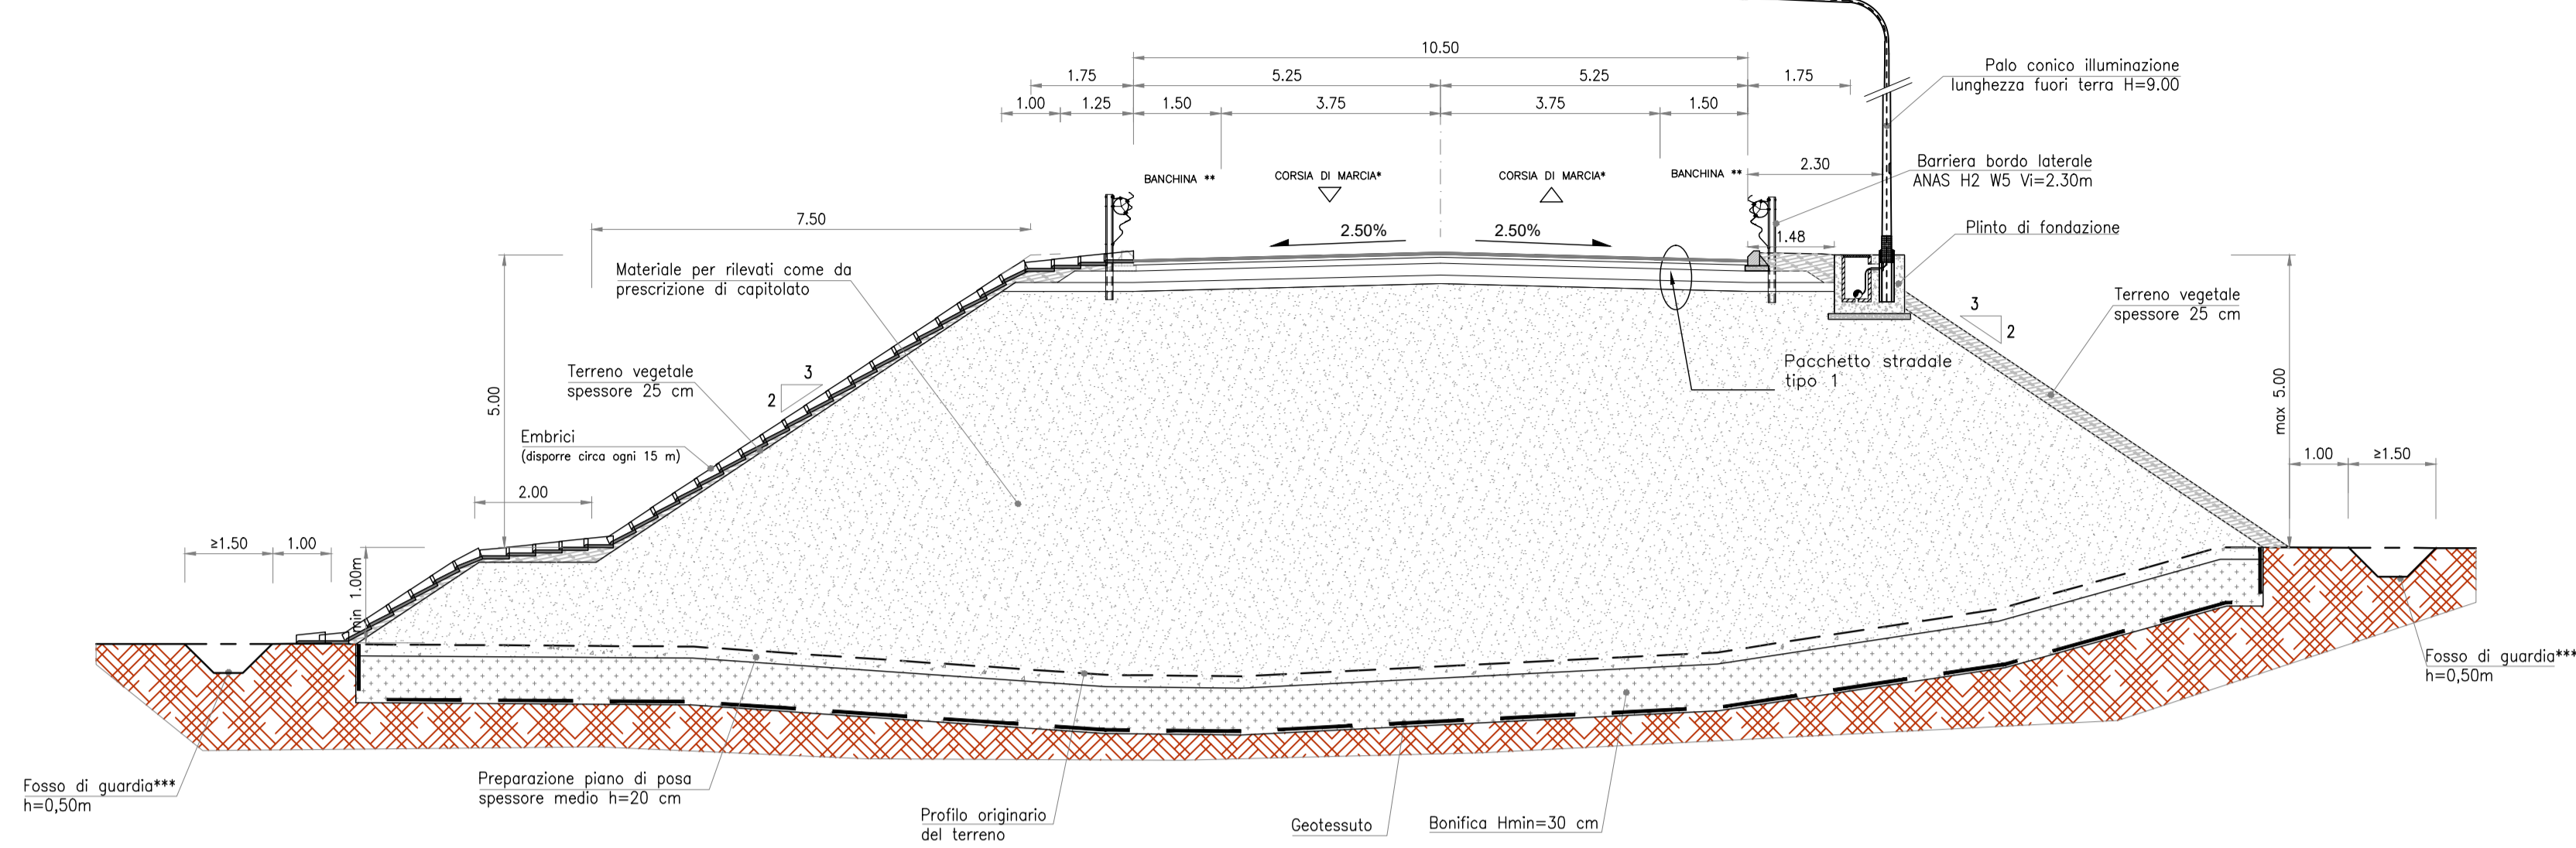 10.50
1.75
5.25
5.25
1.75
1.00
1.25
1.50
3.75
3.75
1.50
Palo conico illuminazione
lunghezza fuori terra H=9.00
BANCHINA **
CORSIA DI MARCIA*
CORSIA DI MARCIA*
BANCHINA **
2.30
Barriera bordo laterale
ANAS H2 W5 Vi=2.30m
7.50
2.50%
2.50%
1.48
Plinto di fondazione
Materiale per rilevati come da
prescrizione di capitolato
3
2
Terreno vegetale
spessore 25 cm
Pacchetto stradale
tipo 1
Terreno vegetale
spessore 25 cm
3
2
5.00
max 5.00
Embrici
(disporre circa ogni 15 m)
1.00
≥1.50
2.00
≥1.50
1.00
min 1.00m
Fosso di guardia***
h=0,50m
Fosso di guardia***
h=0,50m
Preparazione piano di posa
spessore medio h=20 cm
Profilo originario
del terreno
Geotessuto
Bonifica Hmin=30 cm